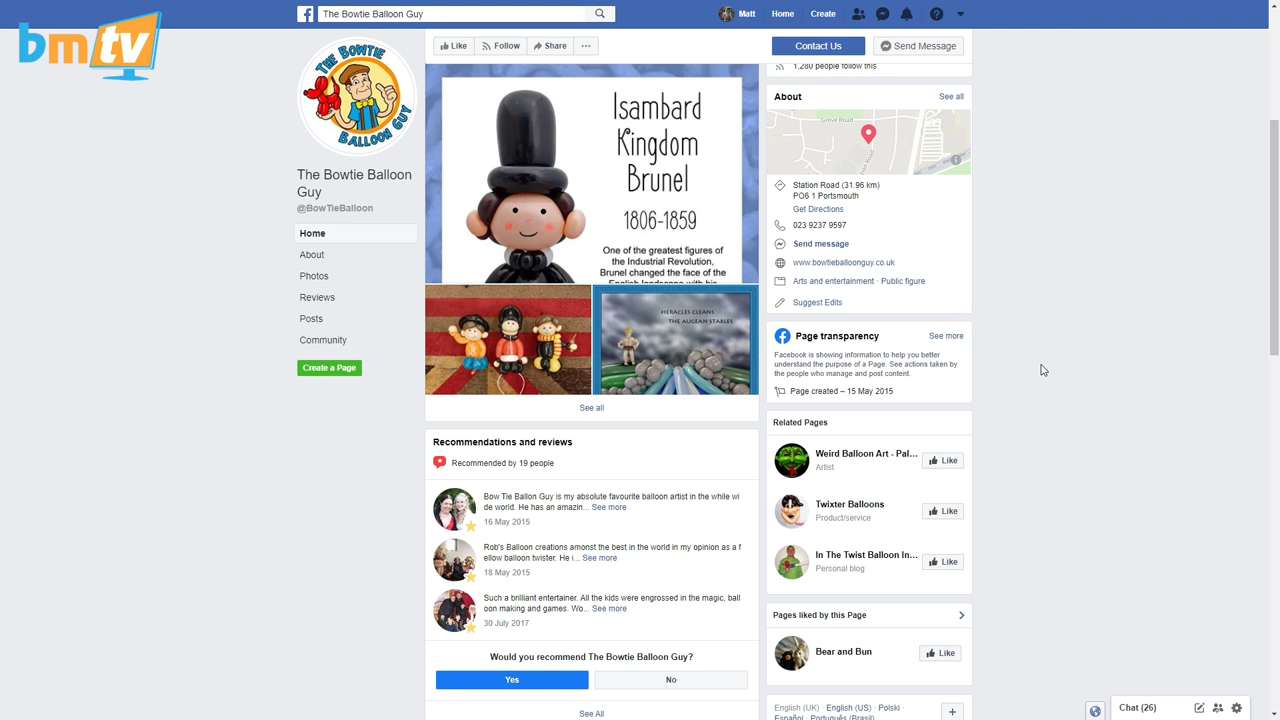 bmtv
The Bowtie Balloon Guy
Matt
Home
Create
Like
Follow
Share
Contact Us
Send Message
THE BOWTIE
BALLOON GUY
The Bowtie Balloon
Guy
@BowTieBalloon
Home
About
Photos
Reviews
Posts
Community
Create a Page
Isambard
Kingdom
Brunel
1806-1859
One of the greatest figures of
the Industrial Revolution,
Brunel changed the face of the
English landscape with his
HERACLES CLEANS
THE AUGEAN STABLES
See all
Recommendations and reviews
Recommended by 19 people
Bow Tie Ballon Guy is my absolute favourite balloon artist in the while wi
de world. He has an amazin... See more
16 May 2015
Rob's Balloon creations amonst the best in the world in my opinion as a f
ellow balloon twister. He i... See more
18 May 2015
Such a brilliant entertainer. All the kids were engrossed in the magic, ball
oon making and games. Wo... See more
30 July 2017
Would you recommend The Bowtie Balloon Guy?
Yes
No
See All
1,280 people follow this
About
See all
Grove Road
Station Road (31.96 km)
PO6 1 Portsmouth
Get Directions
023 9237 9597
Send message
www.bowtieballoonguy.co.uk
Arts and entertainment · Public figure
Suggest Edits
Page transparency
See more
Facebook is showing information to help you better
understand the purpose of a Page. See actions taken by
the people who manage and post content.
Page created – 15 May 2015
Related Pages
Weird Balloon Art - Pal...
Artist
Like
Twixter Balloons
Product/service
Like
In The Twist Balloon In...
Personal blog
Like
Pages liked by this Page
Bear and Bun
Like
English (UK) · English (US) · Polski ·
Español · Português (Brasil)
Chat (26)